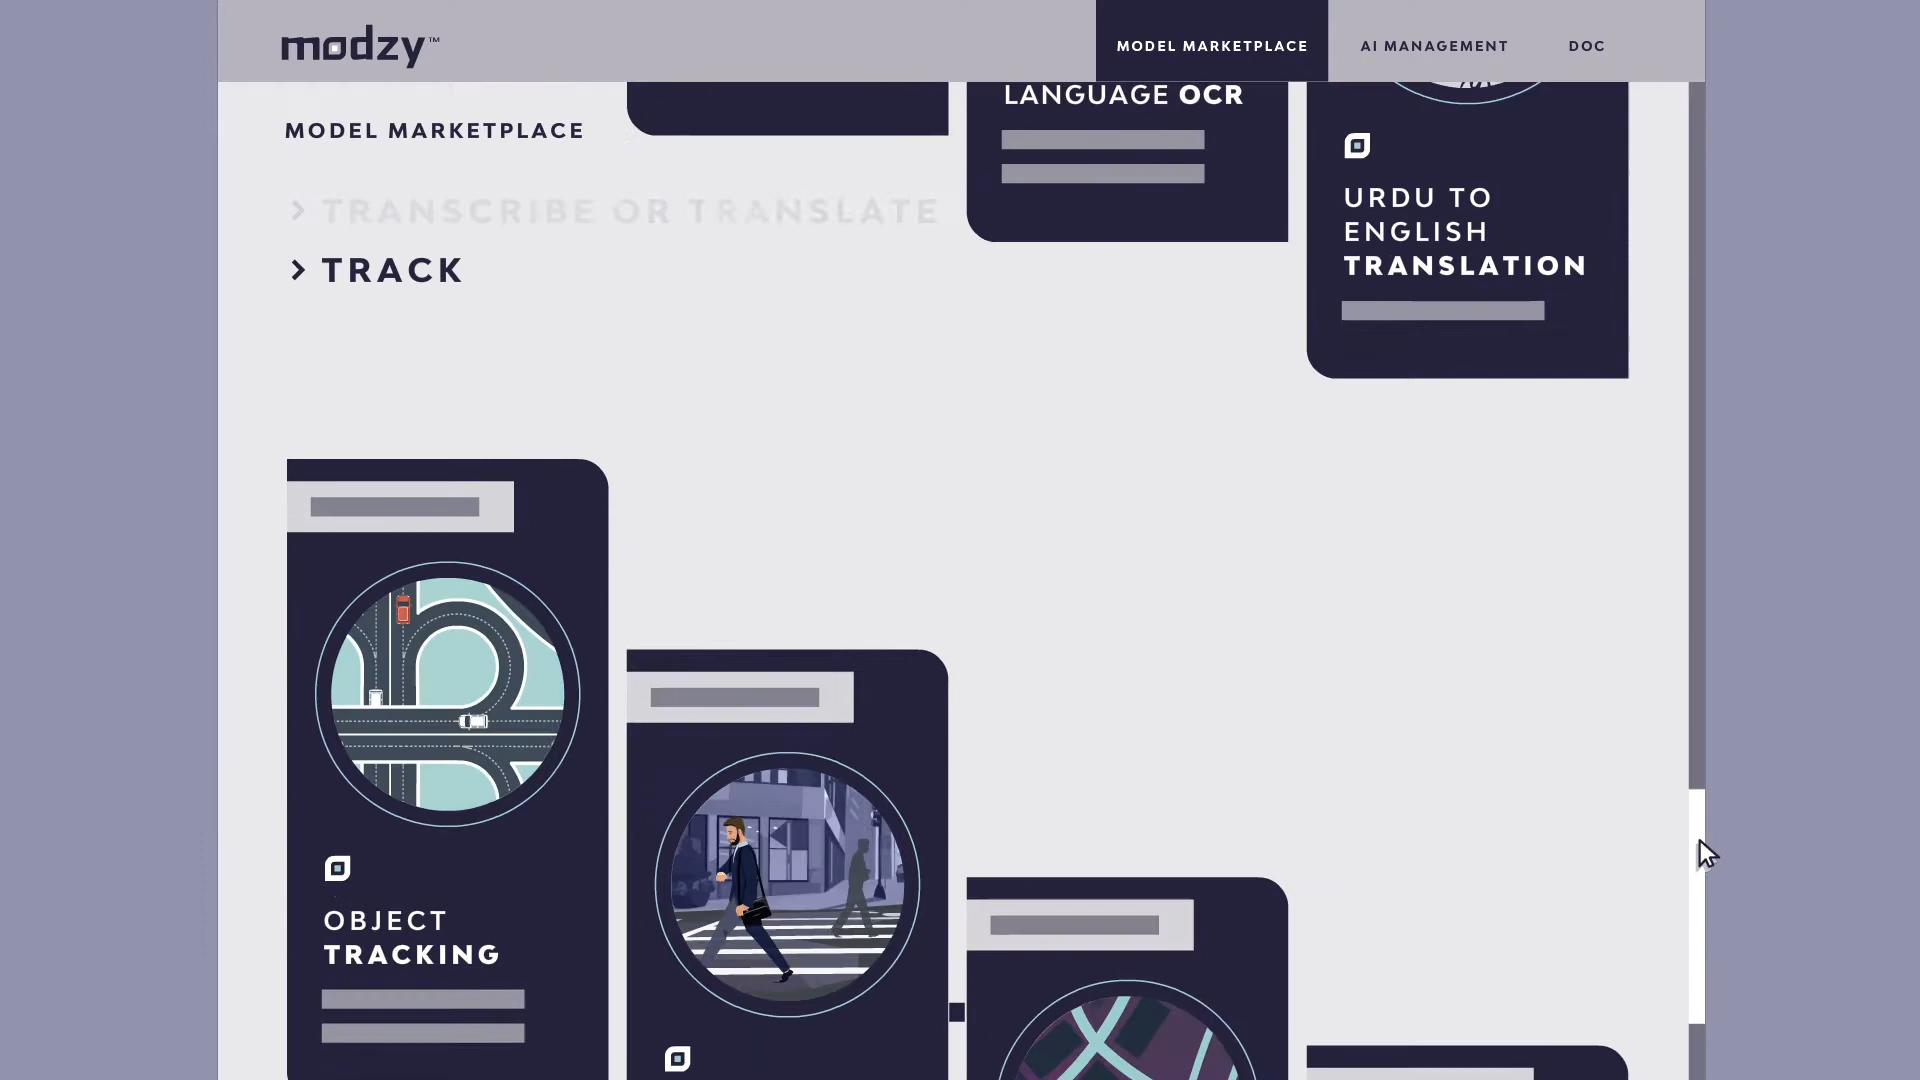 modzy™
MODEL MARKETPLACE
AI MANAGEMENT
DOC
MODEL MARKETPLACE
TRANSCRIBE OR TRANSLATE
TRACK
LANGUAGE OCR
URDU TO
ENGLISH
TRANSLATION
OBJECT
TRACKING